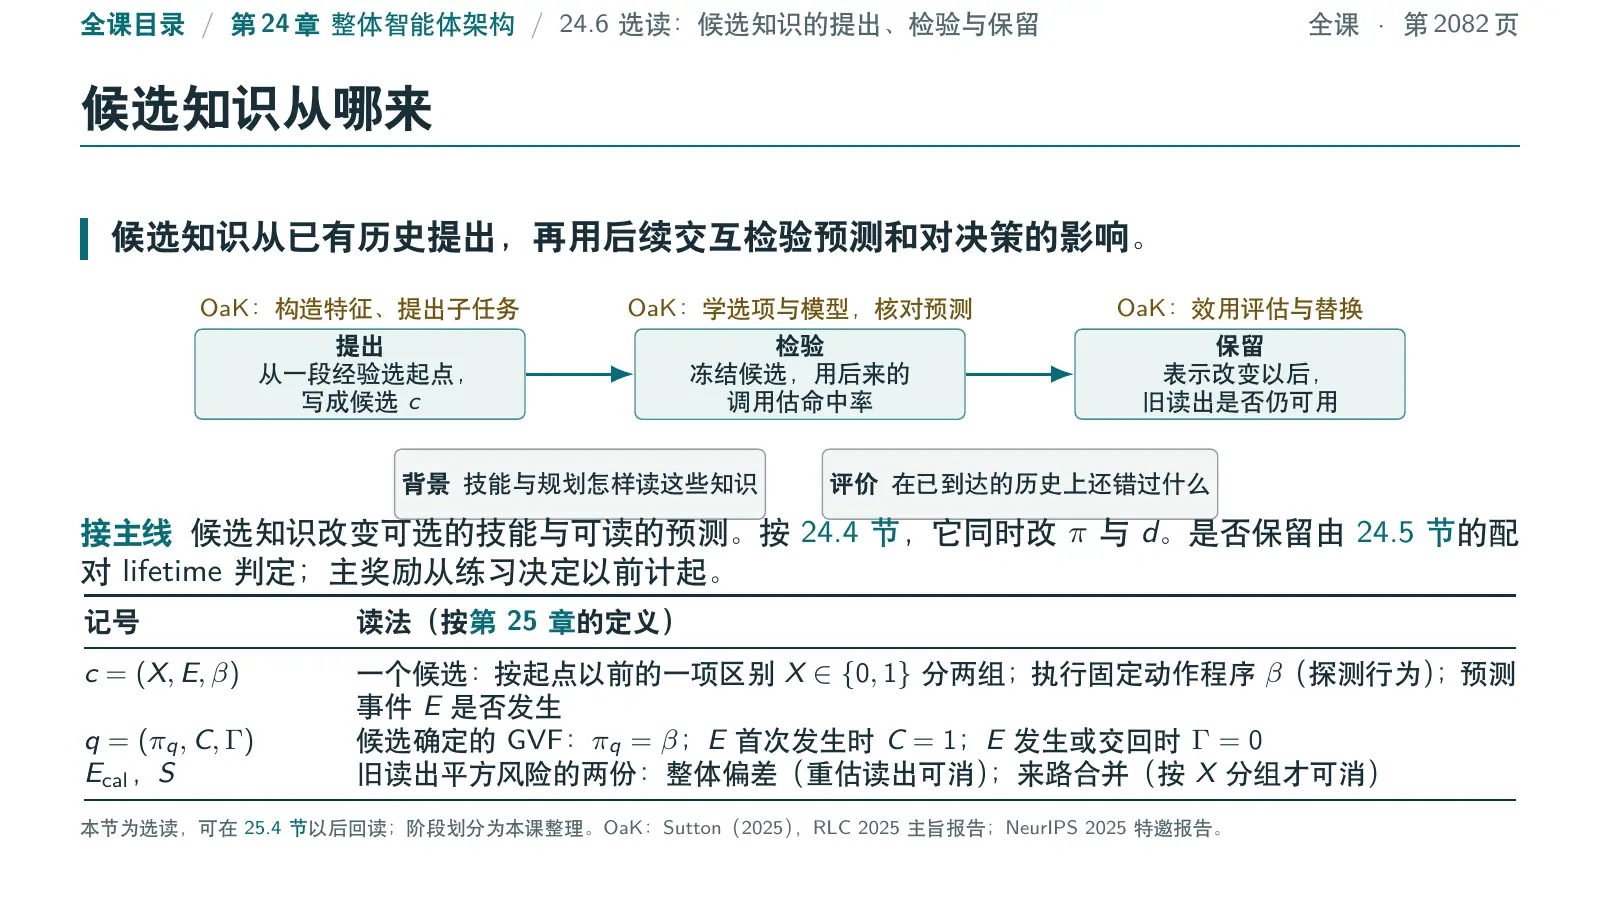 全课目录 / 第 24 章 整体智能体架构 / 24.6 选读：候选知识的提出、检验与保留
全课 · 第 2082 页
候选知识从哪来
候选知识从已有历史提出，再用后续交互检验预测和对决策的影响。
OaK：构造特征、提出子任务
OaK：学选项与模型，核对预测
OaK：效用评估与替换
提出
从一段经验选起点，
写成候选 c
检验
冻结候选，用后来的
调用估命中率
保留
表示改变以后，
旧读出是否仍可用
背景 技能与规划怎样读这些知识
评价 在已到达的历史上还错过什么
接主线 候选知识改变可选的技能与可读的预测。按 24.4 节，它同时改 π 与 d。是否保留由 24.5 节的配
对 lifetime 判定；主奖励从练习决定以前计起。
记号 读法（按第 25 章的定义）
c = (X, E, β) 一个候选：按起点以前的一项区别 X ∈ {0, 1} 分两组；执行固定动作程序 β（探测行为）；预测
事件 E 是否发生
q = (π_q, C, Γ) 候选确定的 GVF：π_q = β；E 首次发生时 C = 1；E 发生或交回时 Γ = 0
E_cal，S 旧读出平方风险的两份：整体偏差（重估读出可消）；来路合并（按 X 分组才可消）
本节为选读，可在 25.4 节以后回读；阶段划分为本课整理。OaK：Sutton（2025），RLC 2025 主旨报告；NeurIPS 2025 特邀报告。